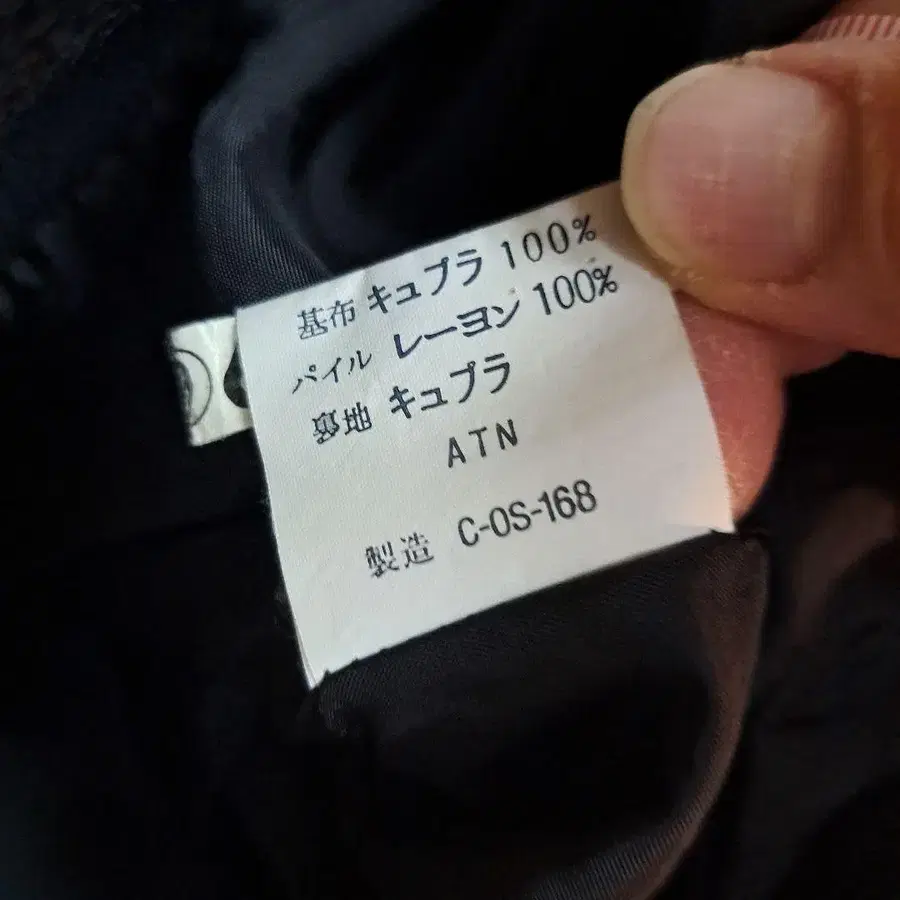 基布 キュプラ 100%
パイル レーヨン 100%
裏地 キュプラ
ATN
製造 C-OS-168